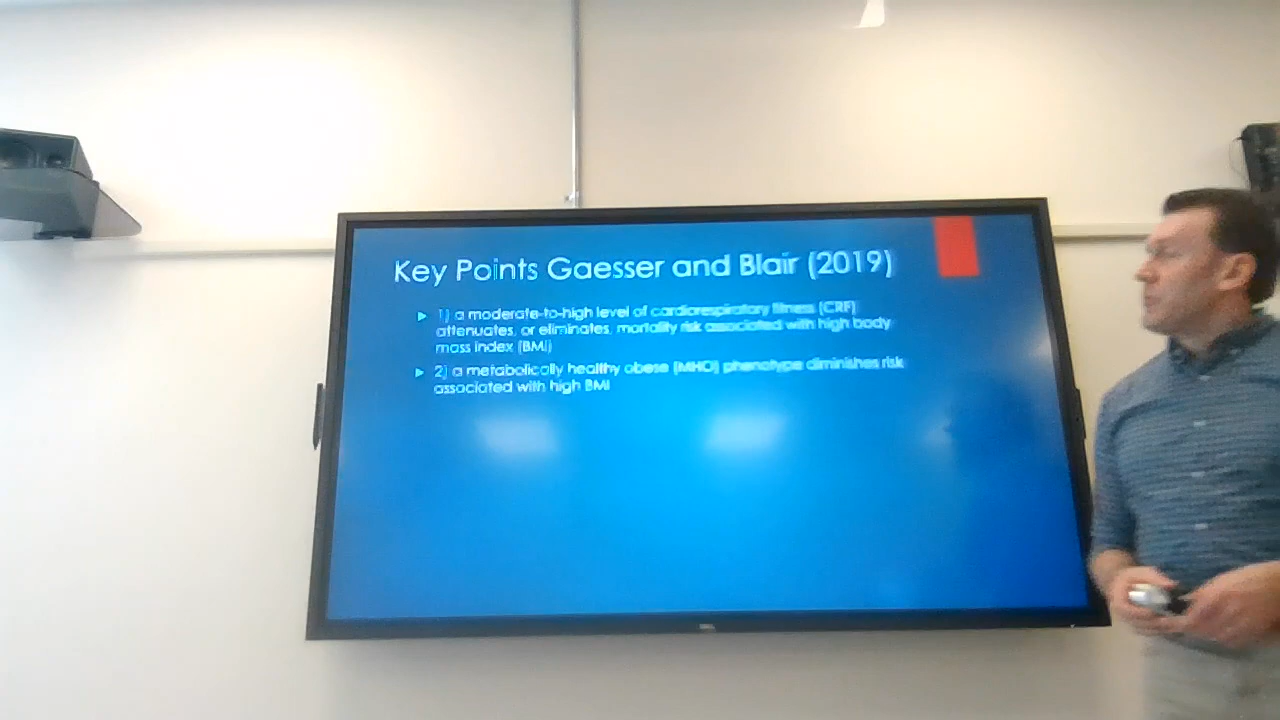 Key Points Gaesser and Blair (2019)
1) a moderate-to-high level of cardiorespiratory fitness (CRF)
attenuates, or eliminates, mortality risk associated with high body
mass index (BMI)
2) a metabolically healthy obese (MHO) phenotype diminishes risk
associated with high BMI